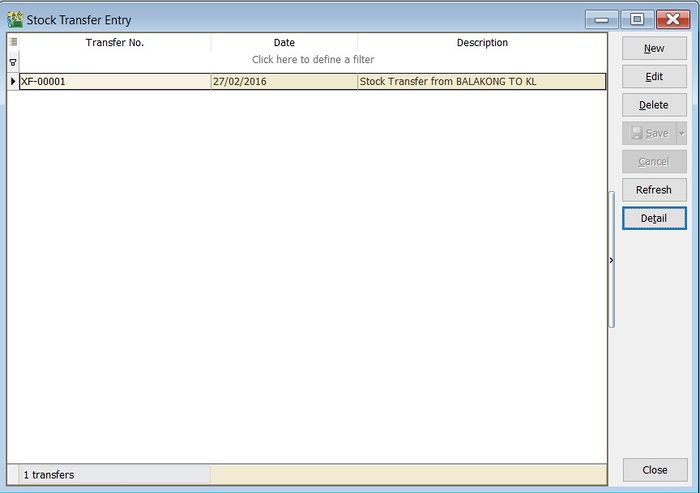 Stock Transfer Entry
Transfer No. Date Description
Click here to define a filter
XF-00001 27/02/2016 Stock Transfer from BALAKONG TO KL
1 transfers
New
Edit
Delete
Save
Cancel
Refresh
Detail
Close